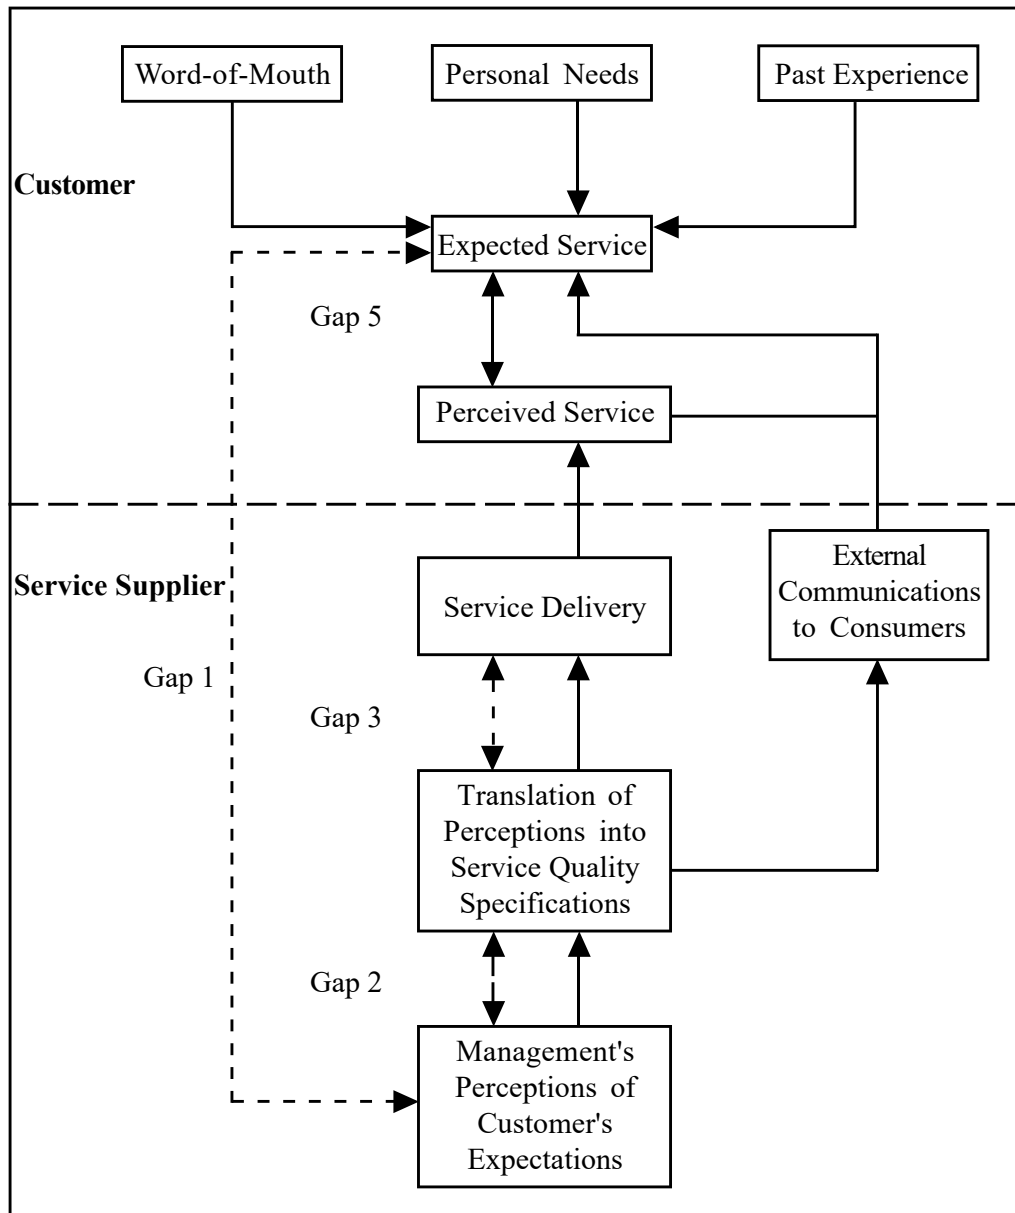 Word-of-Mouth
Personal Needs
Past Experience
Customer
Expected Service
Gap 5
Perceived Service
External
Communications
to Consumers
Service Supplier
Service Delivery
Gap 1
Gap 3
Translation of
Perceptions into
Service Quality
Specifications
Gap 2
Management's
Perceptions of
Customer's
Expectations